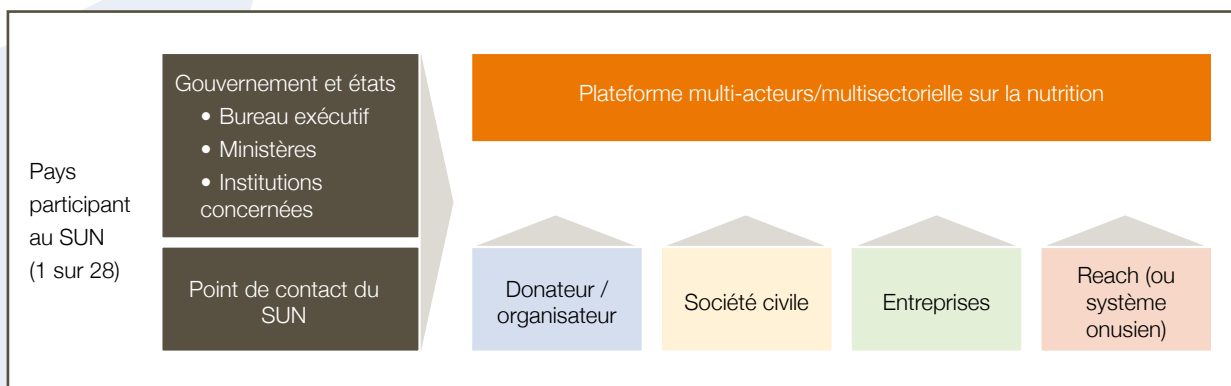 Pays
participant
au SUN
(1 sur 28)
Gouvernement et états
• Bureau exécutif
• Ministères
• Institutions
concernées
Point de contact du
SUN
Plateforme multi-acteurs/multisectorielle sur la nutrition
Donateur /
organisateur
Société civile
Entreprises
Reach (ou
système
onusien)